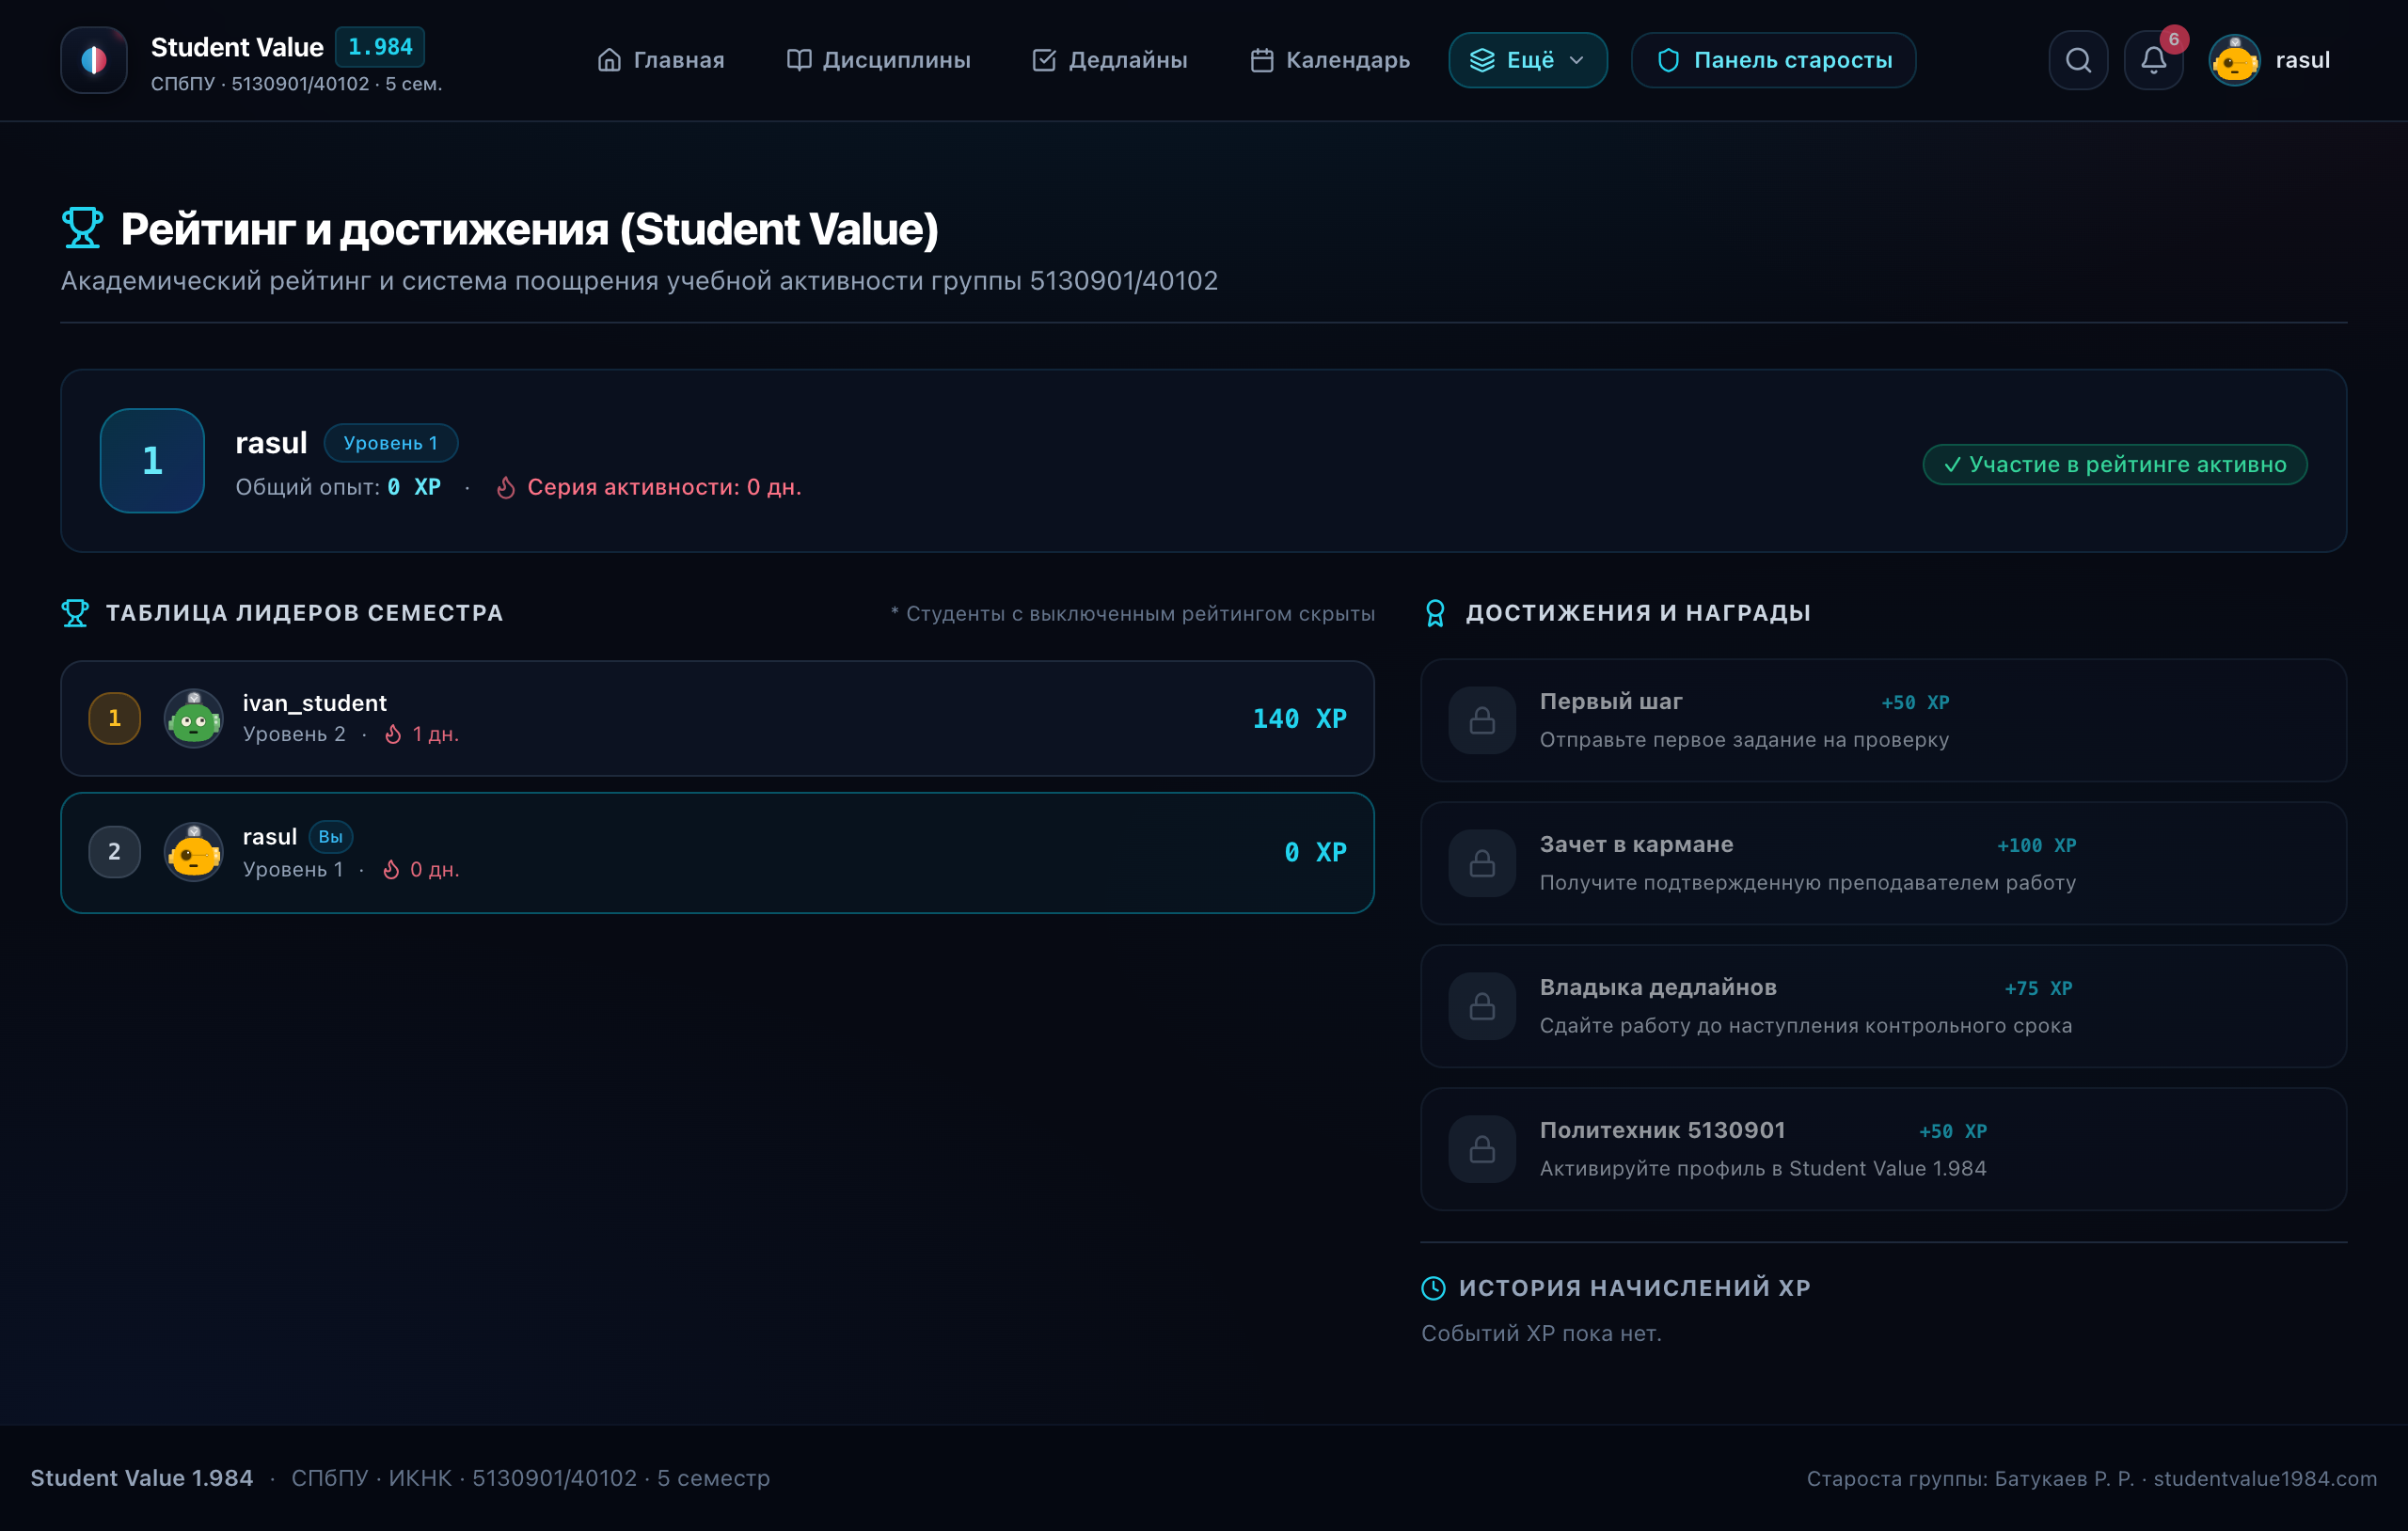 Student Value 1.984
СПбПУ · 5130901/40102 · 5 сем.
Главная
Дисциплины
Дедлайны
Календарь
Ещё
Панель старосты
6
rasul
Рейтинг и достижения (Student Value)
Академический рейтинг и система поощрения учебной активности группы 5130901/40102
1
rasul Уровень 1
Общий опыт: 0 XP · Серия активности: 0 дн.
✓ Участие в рейтинге активно
ТАБЛИЦА ЛИДЕРОВ СЕМЕСТРА
* Студенты с выключенным рейтингом скрыты
1
ivan_student
Уровень 2 · 1 дн.
140 XP
2
rasul Вы
Уровень 1 · 0 дн.
0 XP
ДОСТИЖЕНИЯ И НАГРАДЫ
Первый шаг +50 XP
Отправьте первое задание на проверку
Зачет в кармане +100 XP
Получите подтвержденную преподавателем работу
Владыка дедлайнов +75 XP
Сдайте работу до наступления контрольного срока
Политехник 5130901 +50 XP
Активируйте профиль в Student Value 1.984
ИСТОРИЯ НАЧИСЛЕНИЙ XP
Событий XP пока нет.
Student Value 1.984 · СПбПУ · ИКНК · 5130901/40102 · 5 семестр
Староста группы: Батукаев Р. Р. · studentvalue1984.com